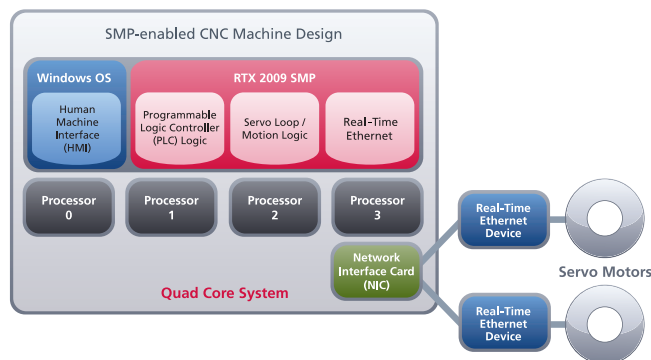 SMP-enabled CNC Machine Design
Windows OS
RTX 2009 SMP
Human
Machine
Interface
(HMI)
Programmable
Logic Controller
(PLC) Logic
Servo Loop /
Motion Logic
Real-Time
Ethernet
Processor
0
Processor
1
Processor
2
Processor
3
Network
Interface Card
(NIC)
Quad Core System
Real-Time
Ethernet
Device
Servo Motors
Real-Time
Ethernet
Device